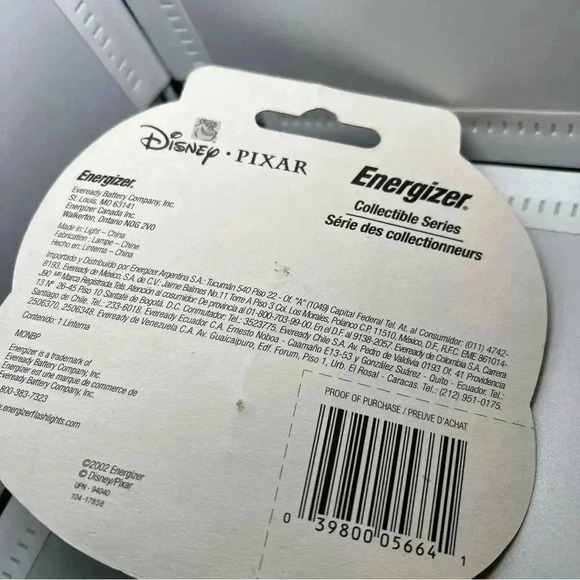 Disney · PIXAR
Energizer®
Collectible Series
Série des collectionneurs
Energizer.
Eveready Battery Company, Inc.
St. Louis, MO 63141
Energizer Canada Inc.
Walkerton, Ontario N0G 2V0
Made in: Light – China
Fabrication : Lampe – Chine
Hecho en: Linterna – China
Importado y Distribuido por Energizer Argentina S.A.: Tucumán 540 Piso 22 - Of. "A" (1049) Capital Federal Tel. At. al Consumidor: (011) 4742-
8193. Eveready de México, S.A. de C.V. Jaime Balmes No.11 Torre A Piso 3 Col. Los Morales, Polanco C.P. 11510, México, D.F., R.F.C. EME 861014-
J90 Marca Registrada.Tels. Atención al cosumidor: De provincia al 01-800-703-99-00. En el D.F. al 9138-2057. Eveready de Colombia S.A. Carrera
13 Nº 26-45 Piso 10 Santafé de Bogotá. D.C. Conmutador Tel.: 3523775. Eveready Chile S.A. Av. Pedro de Valdivia 0193 Of. 41 Providencia
Santiago de Chile. Tel.: 233-6018. Eveready Ecuador C.A. Ernesto Noboa - Caamaño E13-53 y González Suárez - Quito - Ecuador. Tel.:
2506370, 2506348. Eveready de Venezuela C.A. Av. Guaicaipuro, Edf. Forum, Piso 1, Urb. El Rosal - Caracas. Tel.: (212) 951-0175.
Contenido: 1 Linterna
MONBP
Energizer is a trademark of
Eveready Battery Company, Inc.
Energizer est une marque de commerce de
Eveready Battery Company, Inc.
800-383-7323
.energizerflashlights.com
©2002 Energizer
© Disney/Pixar
UPN - 94040
104-17858
PROOF OF PURCHASE / PREUVE D'ACHAT
0 39800 05664 1